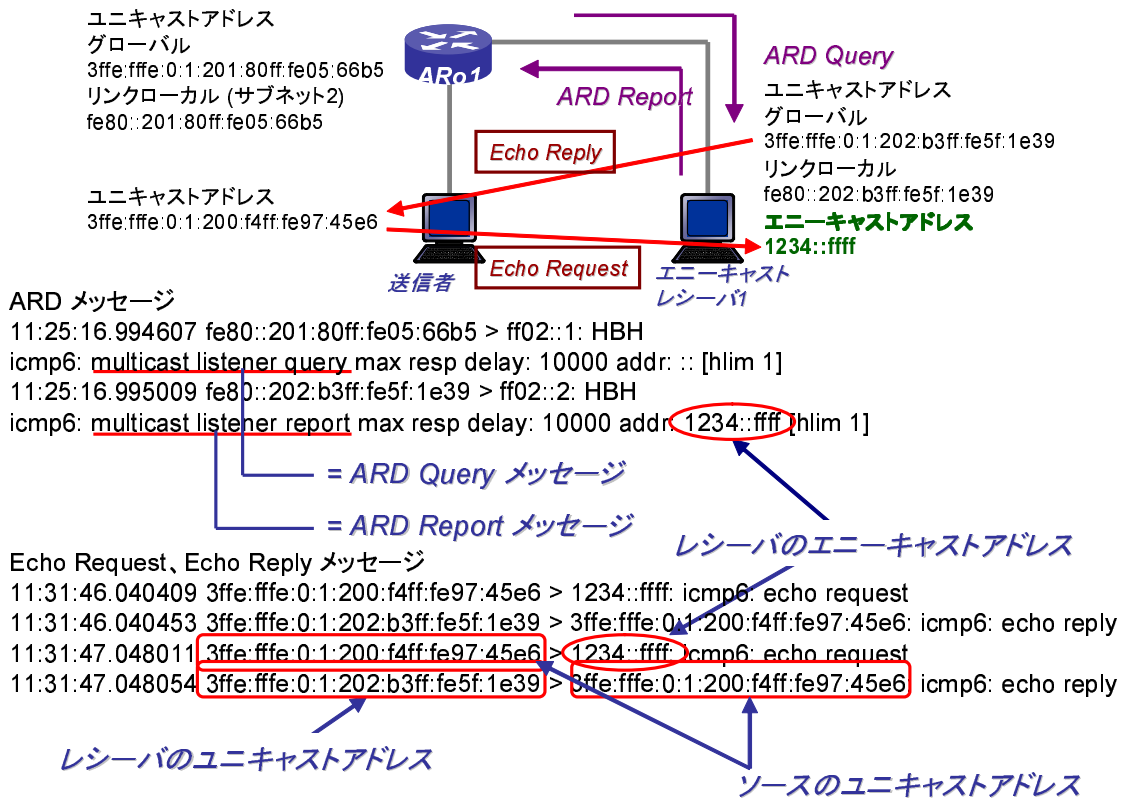 ユニキャストアドレス
グローバル
3ffe:fffe:0:1:201:80ff:fe05:66b5
リンクローカル (サブネット2)
fe80::201:80ff:fe05:66b5
ARo1
ARD Query
ARD Report
ユニキャストアドレス
グローバル
3ffe:fffe:0:1:202:b3ff:fe5f:1e39
リンクローカル
fe80::202:b3ff:fe5f:1e39
エニーキャストアドレス
1234::ffff
Echo Reply
ユニキャストアドレス
3ffe:fffe:0:1:200:f4ff:fe97:45e6
Echo Request
送信者
エニーキャスト
レシーバ1
ARD メッセージ
11:25:16.994607 fe80::201:80ff:fe05:66b5 > ff02::1: HBH
icmp6: multicast listener query max resp delay: 10000 addr: :: [hlim 1]
11:25:16.995009 fe80::202:b3ff:fe5f:1e39 > ff02::2: HBH
icmp6: multicast listener report max resp delay: 10000 addr: 1234::ffff [hlim 1]
= ARD Query メッセージ
= ARD Report メッセージ
レシーバのエニーキャストアドレス
Echo Request、Echo Reply メッセージ
11:31:46.040409 3ffe:fffe:0:1:200:f4ff:fe97:45e6 > 1234::ffff: icmp6: echo request
11:31:46.040453 3ffe:fffe:0:1:202:b3ff:fe5f:1e39 > 3ffe:fffe:0:1:200:f4ff:fe97:45e6: icmp6: echo reply
11:31:47.048011 3ffe:fffe:0:1:200:f4ff:fe97:45e6 > 1234::ffff: icmp6: echo request
11:31:47.048054 3ffe:fffe:0:1:202:b3ff:fe5f:1e39 > 3ffe:fffe:0:1:200:f4ff:fe97:45e6: icmp6: echo reply
レシーバのユニキャストアドレス
ソースのユニキャストアドレス